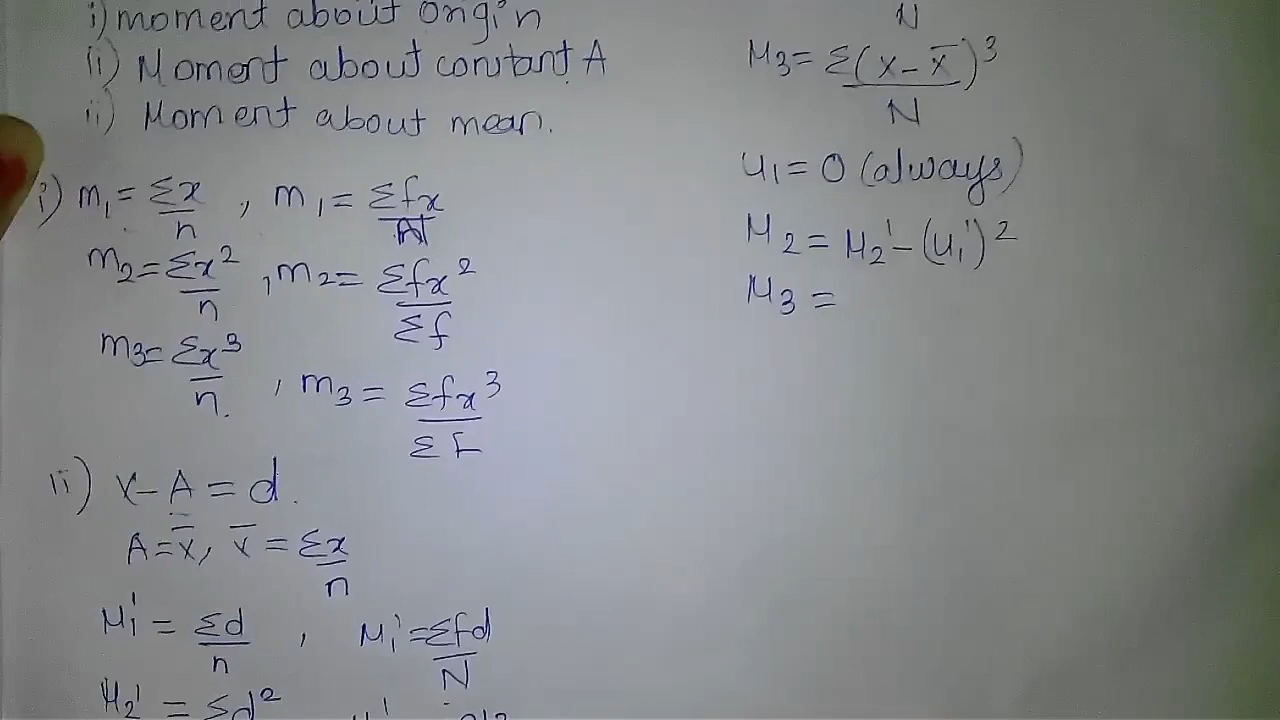 i) moment about origin
ii) Moment about constant A
ii) Moment about mean.
i) m₁ = Σx/n , m₁ = Σfx/N
m₂ = Σx²/n , m₂ = Σfx²/Σf
m₃ = Σx³/n. , m₃ = Σfx³/Σf
ii) x - A = d.
A = x̄, x̄ = Σx/n
μ₁' = Σd/n , μ₁' = Σfd/N
μ₂' = Σd²
N
μ₃ = Σ(x - x̄)³/N
μ₁ = 0 (always)
μ₂ = μ₂' - (μ₁')²
μ₃ =